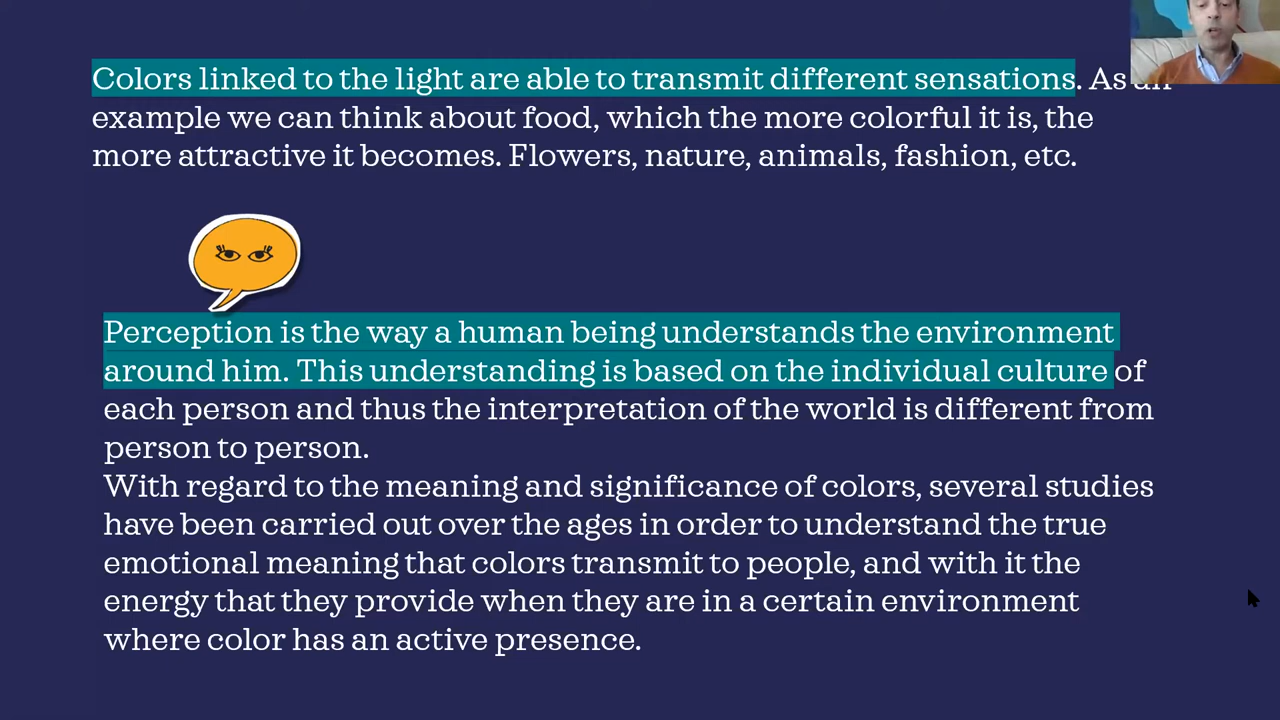 Colors linked to the light are able to transmit different sensations. As an
example we can think about food, which the more colorful it is, the
more attractive it becomes. Flowers, nature, animals, fashion, etc.
Perception is the way a human being understands the environment
around him. This understanding is based on the individual culture of
each person and thus the interpretation of the world is different from
person to person.
With regard to the meaning and significance of colors, several studies
have been carried out over the ages in order to understand the true
emotional meaning that colors transmit to people, and with it the
energy that they provide when they are in a certain environment
where color has an active presence.